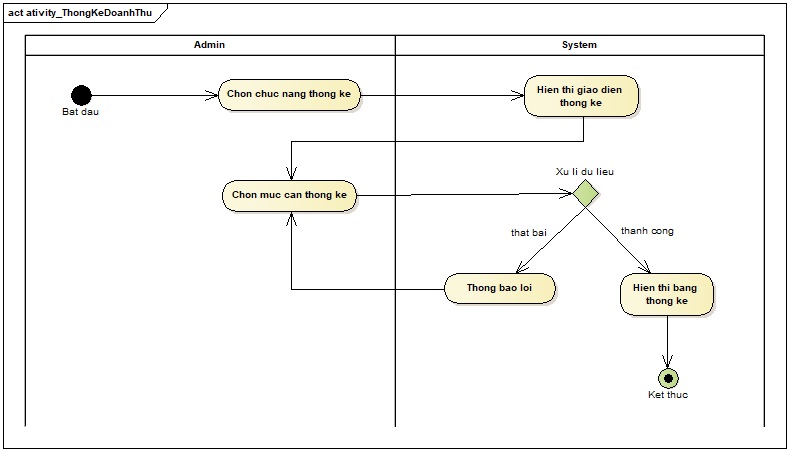 act ativity_ThongKeDoanhThu
Admin
System
Bat dau
Chon chuc nang thong ke
Hien thi giao dien
thong ke
Chon muc can thong ke
Xu li du lieu
that bai
thanh cong
Thong bao loi
Hien thi bang
thong ke
Ket thuc